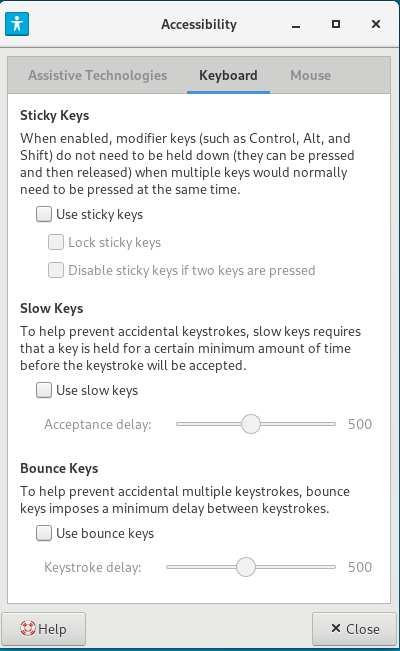 Accessibility
Assistive Technologies Keyboard Mouse
Sticky Keys
When enabled, modifier keys (such as Control, Alt, and
Shift) do not need to be held down (they can be pressed
and then released) when multiple keys would normally
need to be pressed at the same time.
Use sticky keys
Lock sticky keys
Disable sticky keys if two keys are pressed
Slow Keys
To help prevent accidental keystrokes, slow keys requires
that a key is held for a certain minimum amount of time
before the keystroke will be accepted.
Use slow keys
Acceptance delay: 500
Bounce Keys
To help prevent accidental multiple keystrokes, bounce
keys imposes a minimum delay between keystrokes.
Use bounce keys
Keystroke delay: 500
Help Close